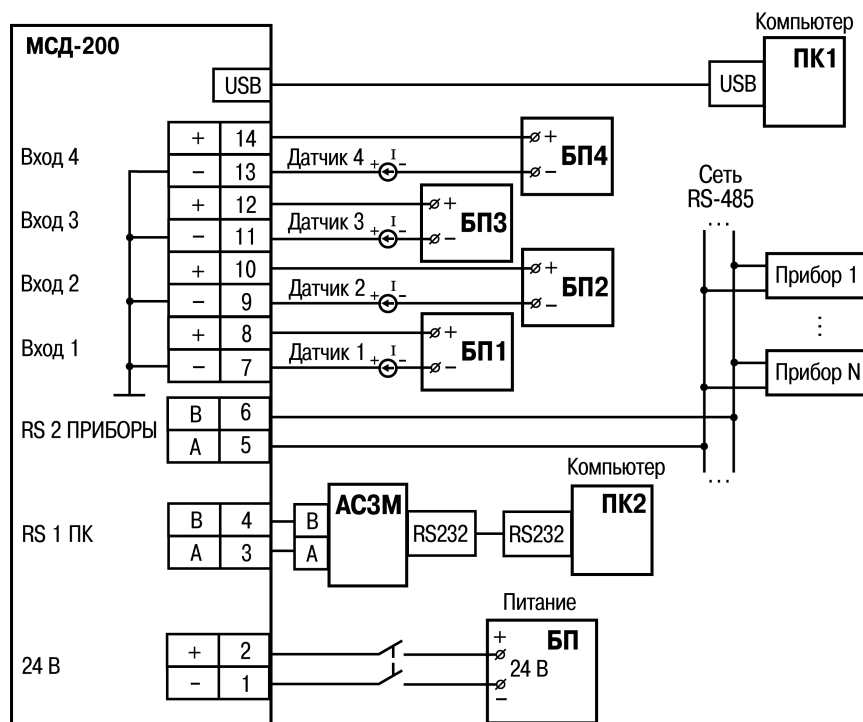 Компьютер
МСД-200
ПК1
USB
USB
Вход 4
+ 14
– 13
Датчик 4 + I –
+ БП4
–
Сеть
RS-485
...
Вход 3
+ 12
– 11
Датчик 3 + I –
+ БП3
–
Вход 2
+ 10
– 9
Датчик 2 + I –
+ БП2
–
Прибор 1
...
Вход 1
+ 8
– 7
Датчик 1 + I –
+ БП1
–
Прибор N
RS 2 ПРИБОРЫ
B 6
A 5
...
Компьютер
RS 1 ПК
B 4
A 3
B
A
АС3М
RS232
RS232
ПК2
Питание
24 В
+ 2
– 1
+
БП
24 В
–